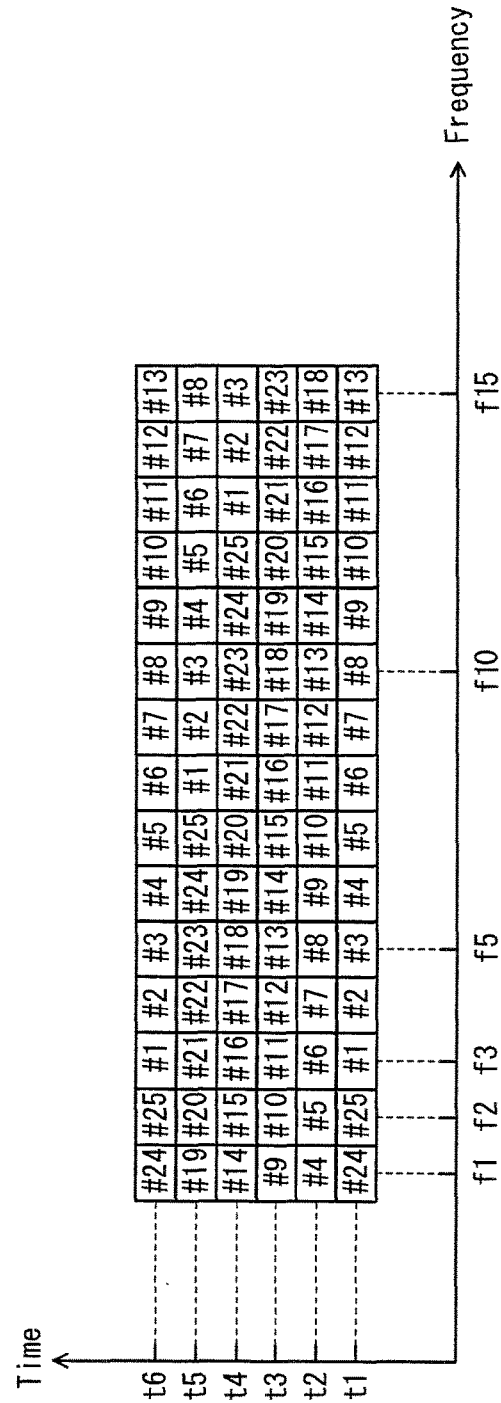 Time
t6 #24 #25 #1 #2 #3 #4 #5 #6 #7 #8 #9 #10 #11 #12 #13
t5 #19 #20 #21 #22 #23 #24 #25 #1 #2 #3 #4 #5 #6 #7 #8
t4 #14 #15 #16 #17 #18 #19 #20 #21 #22 #23 #24 #25 #1 #2 #3
t3 #9 #10 #11 #12 #13 #14 #15 #16 #17 #18 #19 #20 #21 #22 #23
t2 #4 #5 #6 #7 #8 #9 #10 #11 #12 #13 #14 #15 #16 #17 #18
t1 #24 #25 #1 #2 #3 #4 #5 #6 #7 #8 #9 #10 #11 #12 #13
f1 f2 f3 f5 f10 f15
Frequency